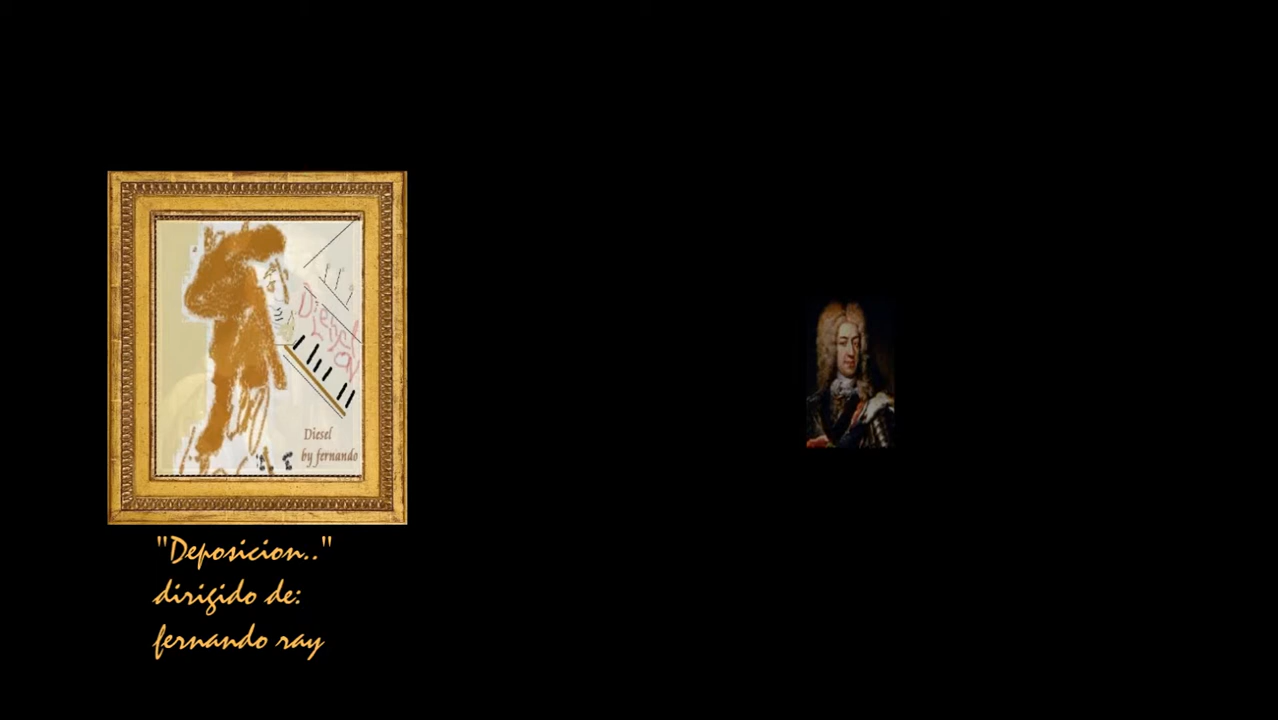 Diesel
by fernando
"Deposicion.."
dirigido de:
fernando ray